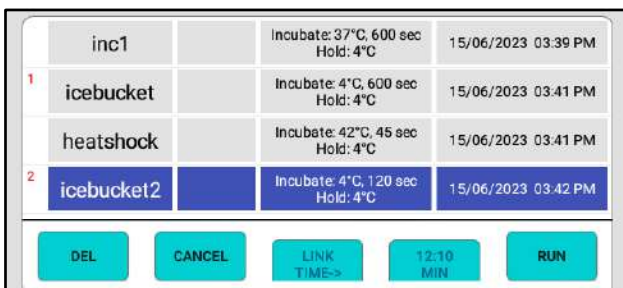 inc1
Incubate: 37°C, 600 sec
Hold: 4°C
15/06/2023 03:39 PM
1
icebucket
Incubate: 4°C, 600 sec
Hold: 4°C
15/06/2023 03:41 PM
heatshock
Incubate: 42°C, 45 sec
Hold: 4°C
15/06/2023 03:41 PM
2
icebucket2
Incubate: 4°C, 120 sec
Hold: 4°C
15/06/2023 03:42 PM
DEL
CANCEL
LINK
TIME->
12:10
MIN
RUN